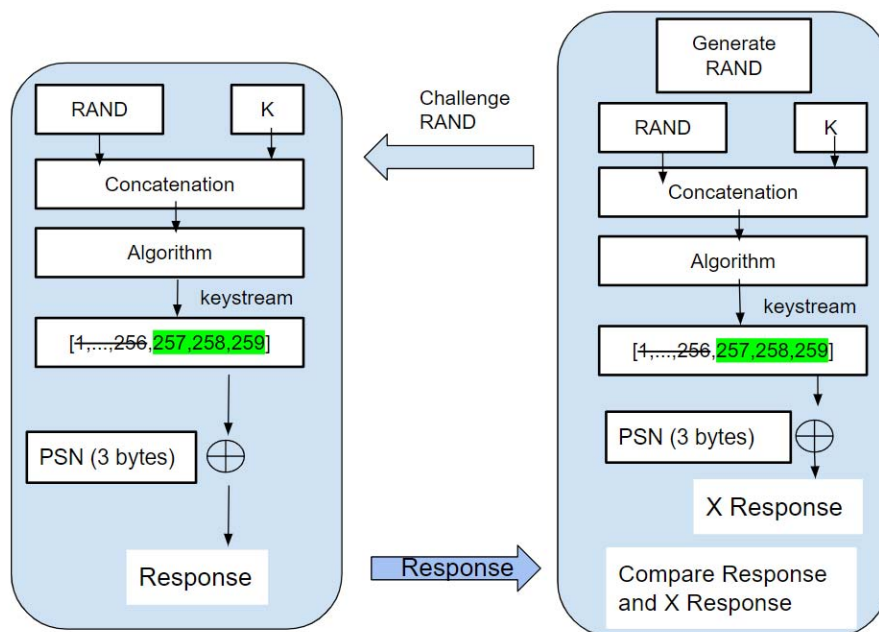 RAND
K
Concatenation
Algorithm
keystream
[1,...,256,257,258,259]
PSN (3 bytes)
Response
Challenge
RAND
Response
Generate
RAND
RAND
K
Concatenation
Algorithm
keystream
[1,...,256,257,258,259]
PSN (3 bytes)
X Response
Compare Response
and X Response